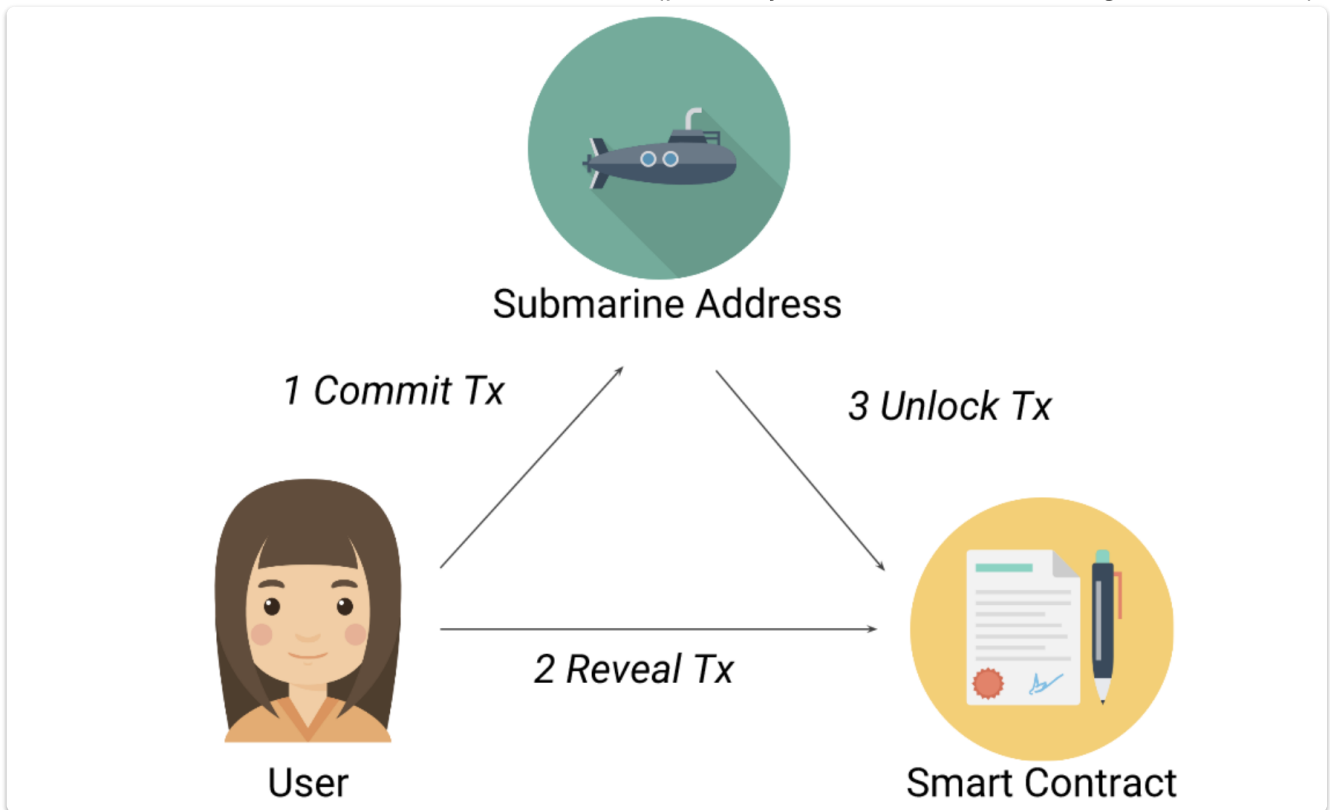 Submarine Address
1 Commit Tx
3 Unlock Tx
2 Reveal Tx
User
Smart Contract